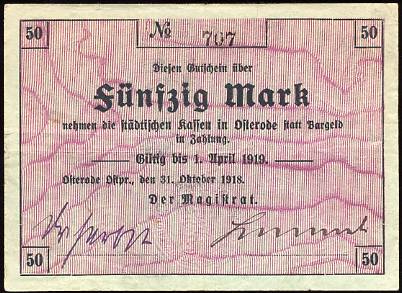 50 № 707 50
Diesen Gutschein über
Fünfzig Mark
nehmen die städtischen Kassen in Osterode statt Bargeld
in Zahlung.
Gültig bis 1. April 1919.
Osterode Ostpr., den 31. Oktober 1918.
Der Magistrat.
50 50